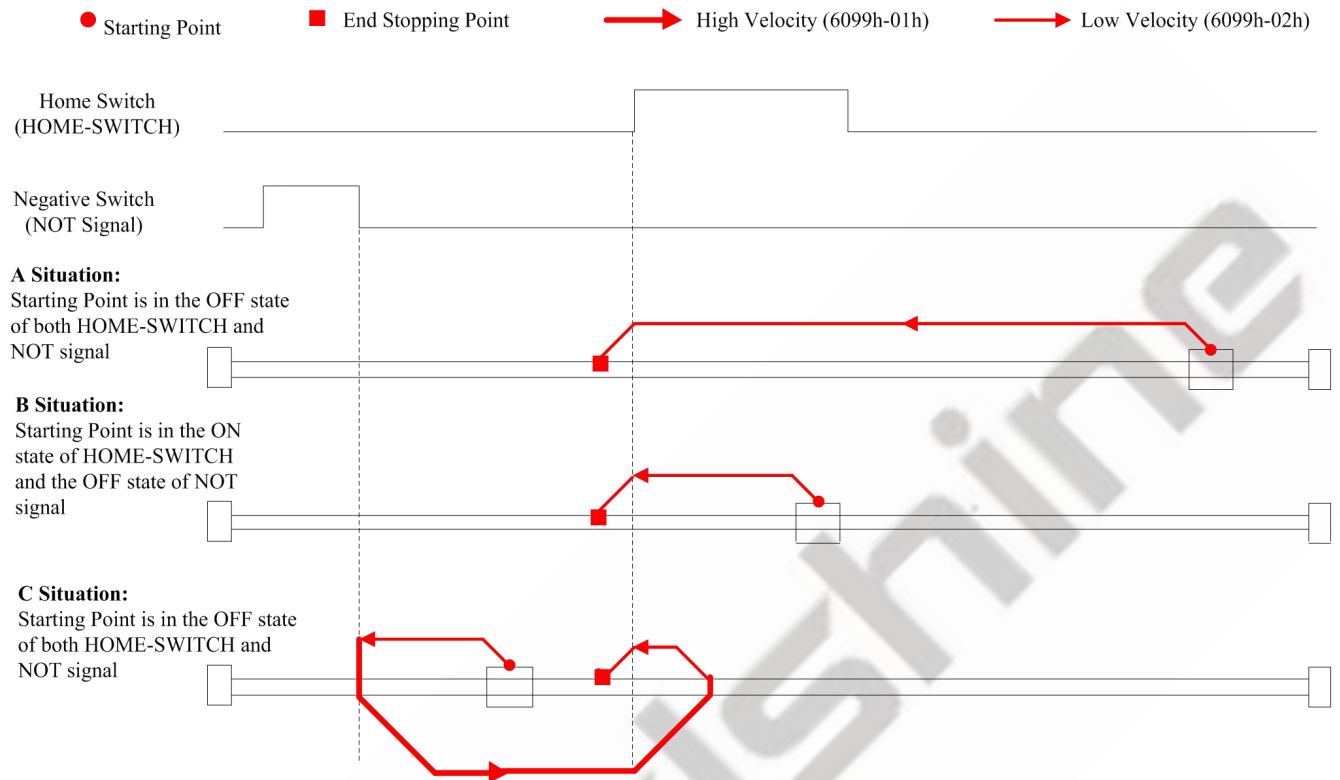 Starting Point
End Stopping Point
High Velocity (6099h-01h)
Low Velocity (6099h-02h)
Home Switch
(HOME-SWITCH)
Negative Switch
(NOT Signal)
A Situation:
Starting Point is in the OFF state
of both HOME-SWITCH and
NOT signal
B Situation:
Starting Point is in the ON
state of HOME-SWITCH
and the OFF state of NOT
signal
C Situation:
Starting Point is in the OFF state
of both HOME-SWITCH and
NOT signal